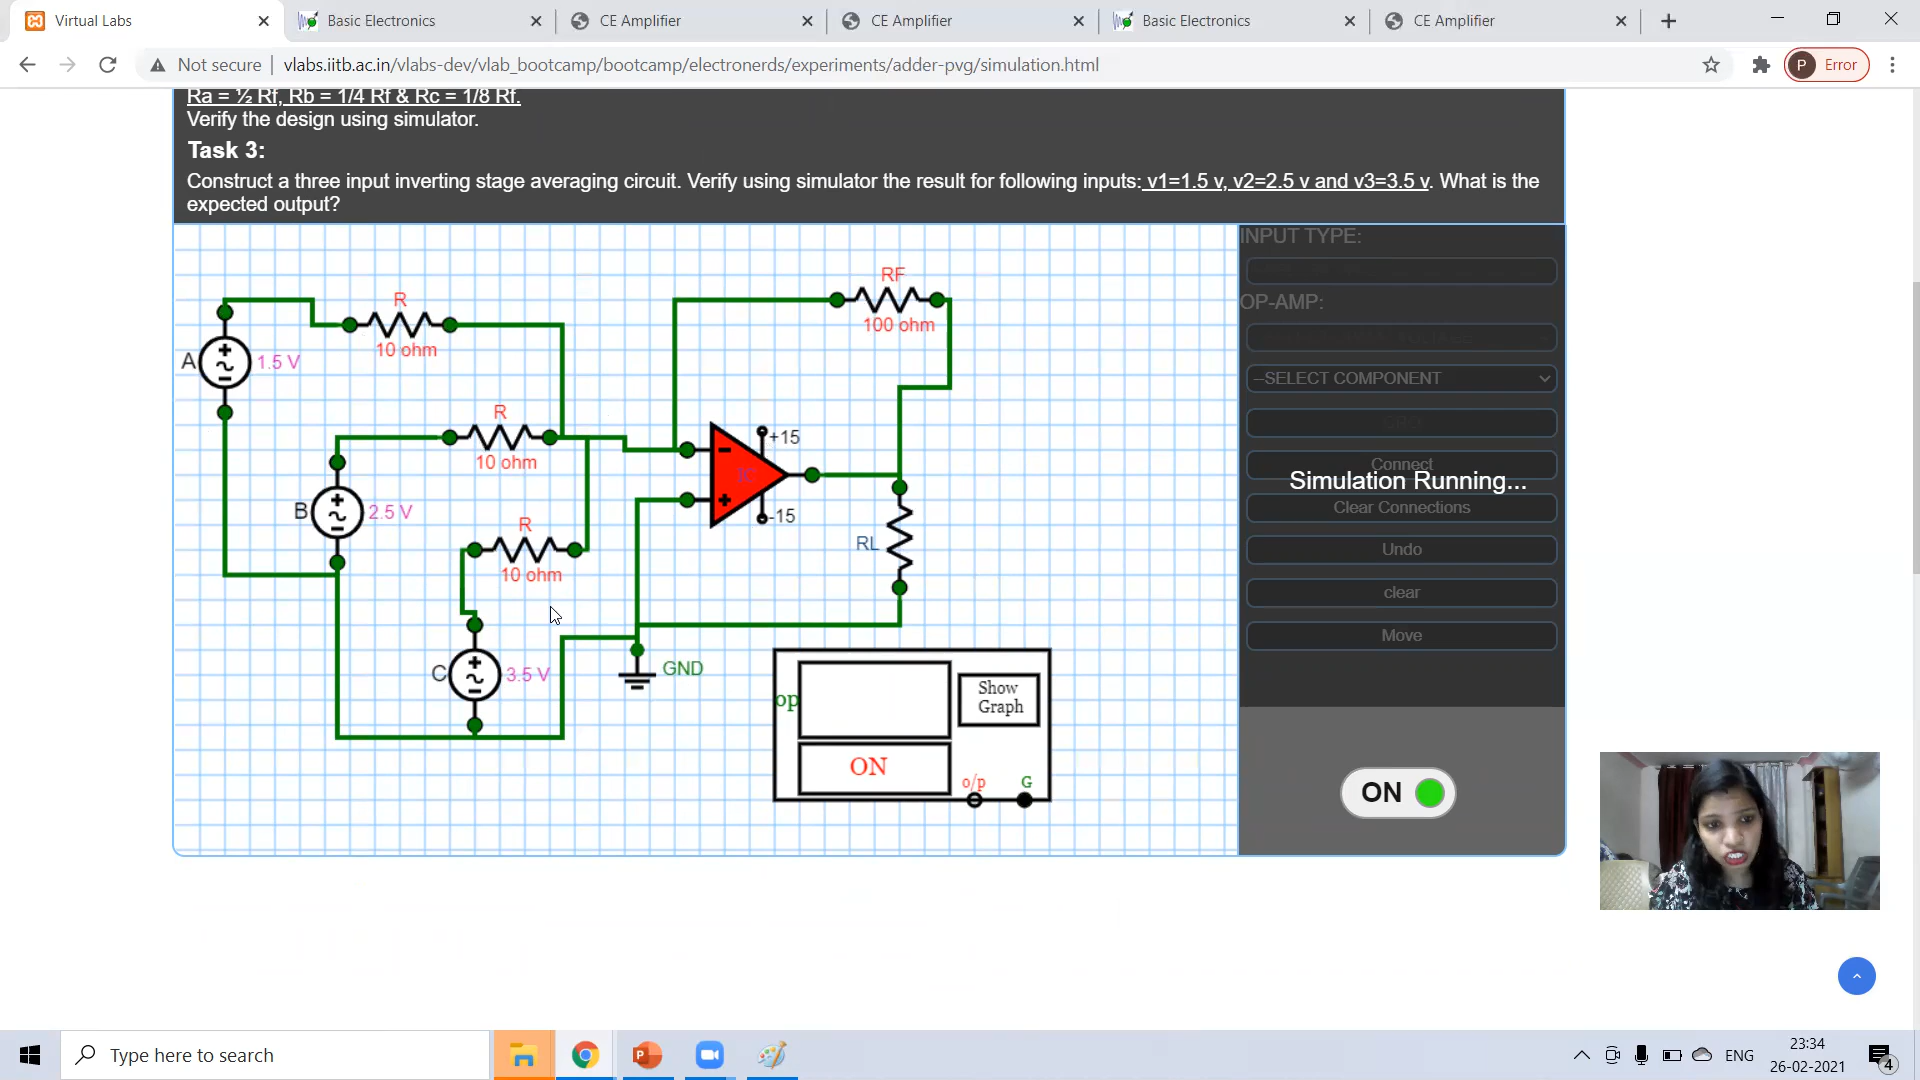 Virtual Labs
Basic Electronics
CE Amplifier
CE Amplifier
Basic Electronics
CE Amplifier
Not secure
vlabs.iitb.ac.in/vlabs-dev/vlab_bootcamp/bootcamp/electronerds/experiments/adder-pvg/simulation.html
P Error
Ra = ½ Rf, Rb = 1/4 Rf & Rc = 1/8 Rf.
Verify the design using simulator.
Task 3:
Construct a three input inverting stage averaging circuit. Verify using simulator the result for following inputs: v1=1.5 v, v2=2.5 v and v3=3.5 v. What is the
expected output?
INPUT TYPE:
OP-AMP:
--SELECT COMPONENT
CRO
Connect
Simulation Running...
Clear Connections
Undo
clear
Move
ON
RF
100 ohm
R
10 ohm
A
1.5 V
R
10 ohm
B
2.5 V
R
10 ohm
C
3.5 V
+15
IC
-15
RL
GND
op
Show
Graph
ON
o/p
G
Type here to search
ENG
23:34
26-02-2021
4